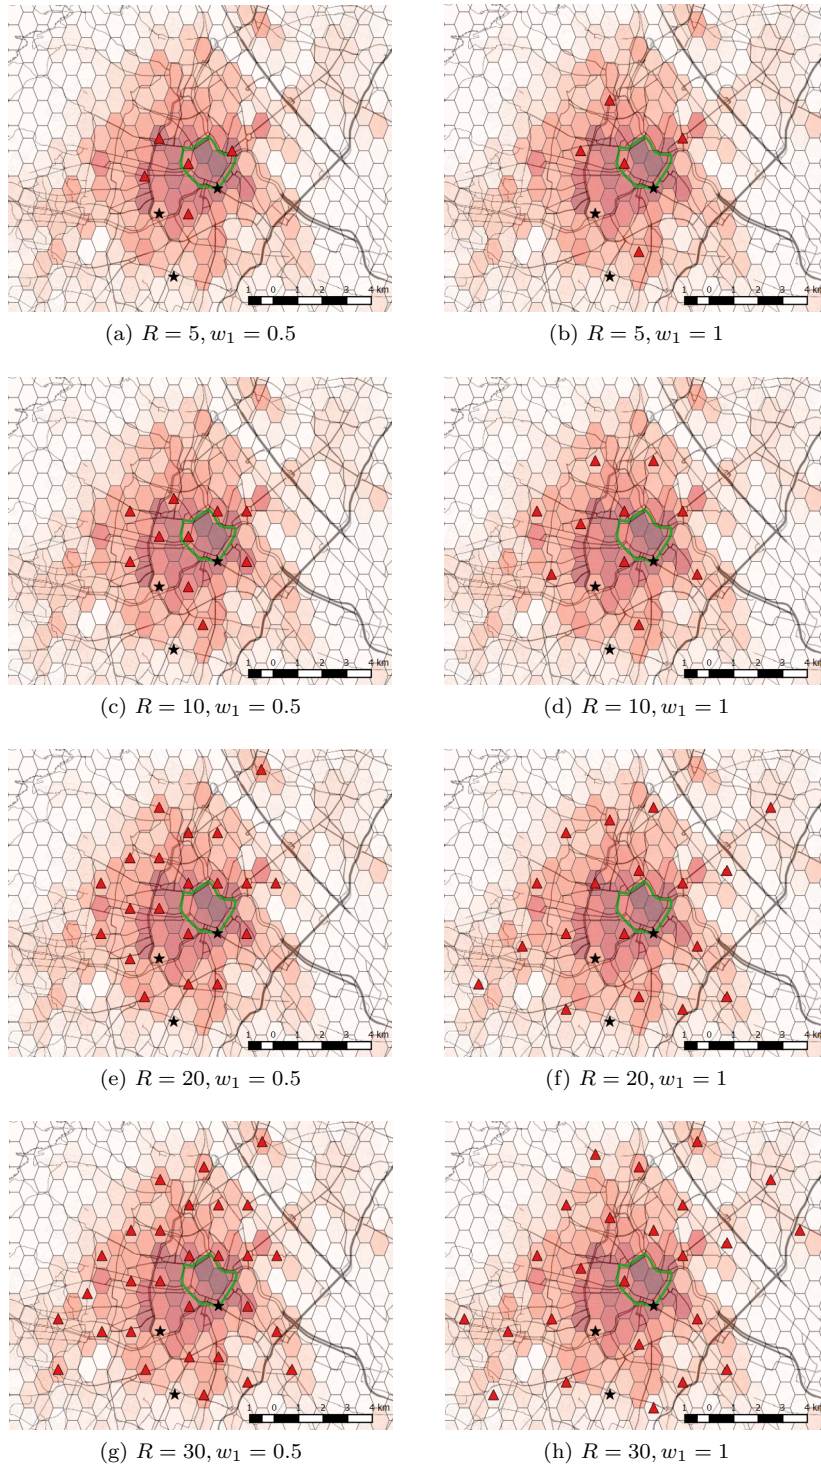 1 0 1 2 3 4 km
1 0 1 2 3 4 km
(a) R = 5, w₁ = 0.5
(b) R = 5, w₁ = 1
1 0 1 2 3 4 km
1 0 1 2 3 4 km
(c) R = 10, w₁ = 0.5
(d) R = 10, w₁ = 1
1 0 1 2 3 4 km
1 0 1 2 3 4 km
(e) R = 20, w₁ = 0.5
(f) R = 20, w₁ = 1
1 0 1 2 3 4 km
1 0 1 2 3 4 km
(g) R = 30, w₁ = 0.5
(h) R = 30, w₁ = 1